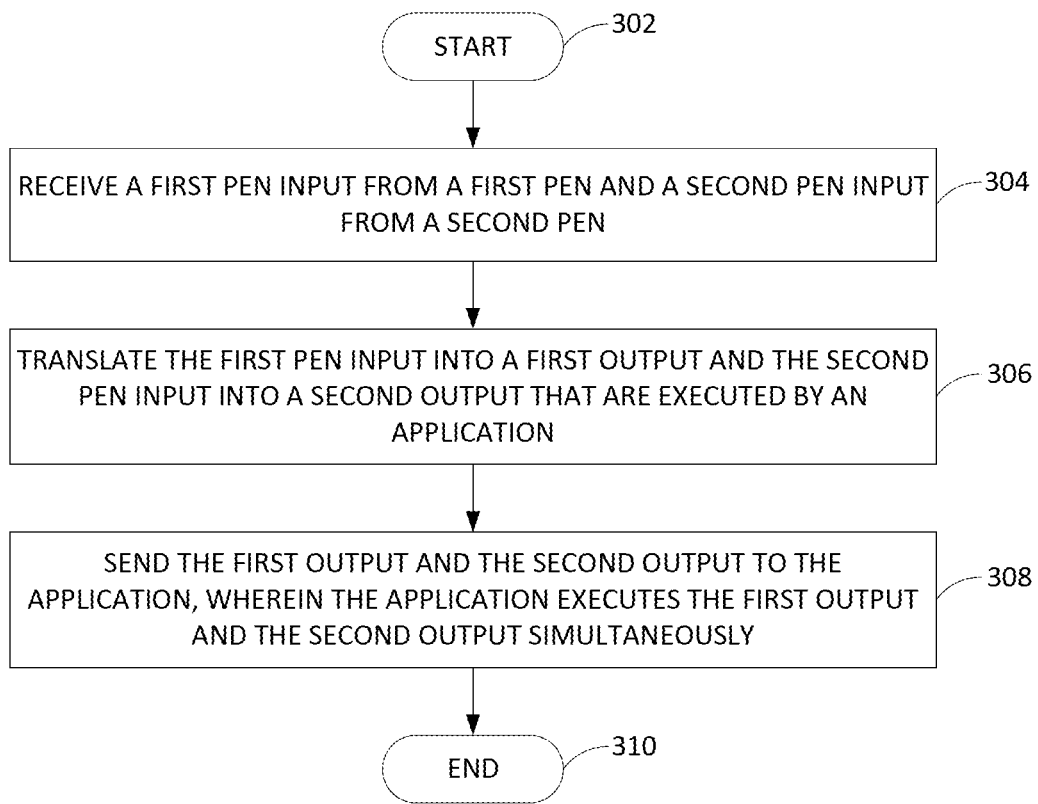 START
302
RECEIVE A FIRST PEN INPUT FROM A FIRST PEN AND A SECOND PEN INPUT
FROM A SECOND PEN
304
TRANSLATE THE FIRST PEN INPUT INTO A FIRST OUTPUT AND THE SECOND
PEN INPUT INTO A SECOND OUTPUT THAT ARE EXECUTED BY AN
APPLICATION
306
SEND THE FIRST OUTPUT AND THE SECOND OUTPUT TO THE
APPLICATION, WHEREIN THE APPLICATION EXECUTES THE FIRST OUTPUT
AND THE SECOND OUTPUT SIMULTANEOUSLY
308
END
310